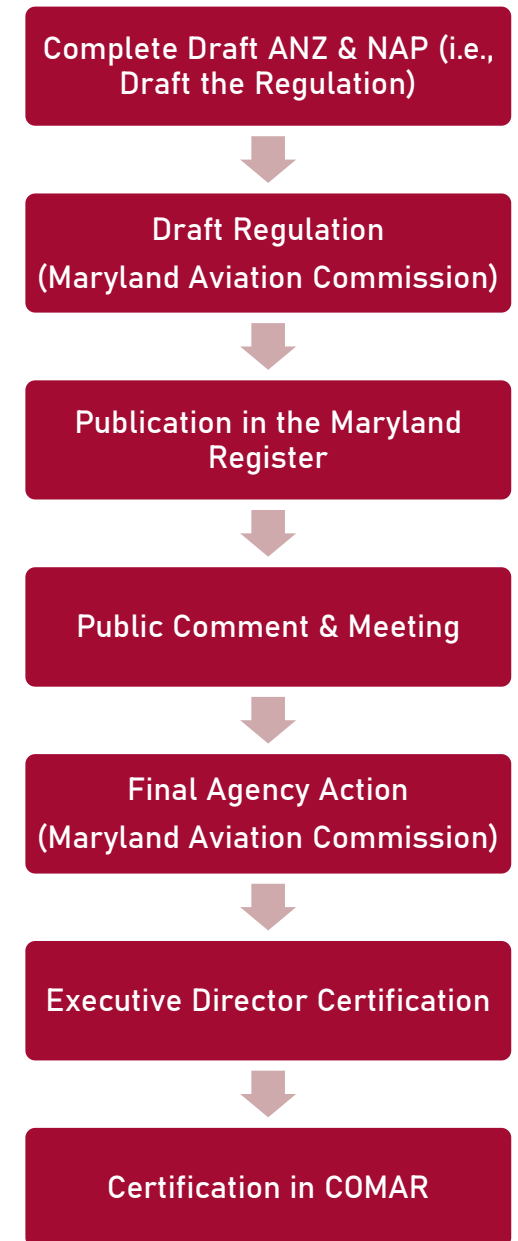 Complete Draft ANZ & NAP (i.e.,
Draft the Regulation)
Draft Regulation
(Maryland Aviation Commission)
Publication in the Maryland
Register
Public Comment & Meeting
Final Agency Action
(Maryland Aviation Commission)
Executive Director Certification
Certification in COMAR